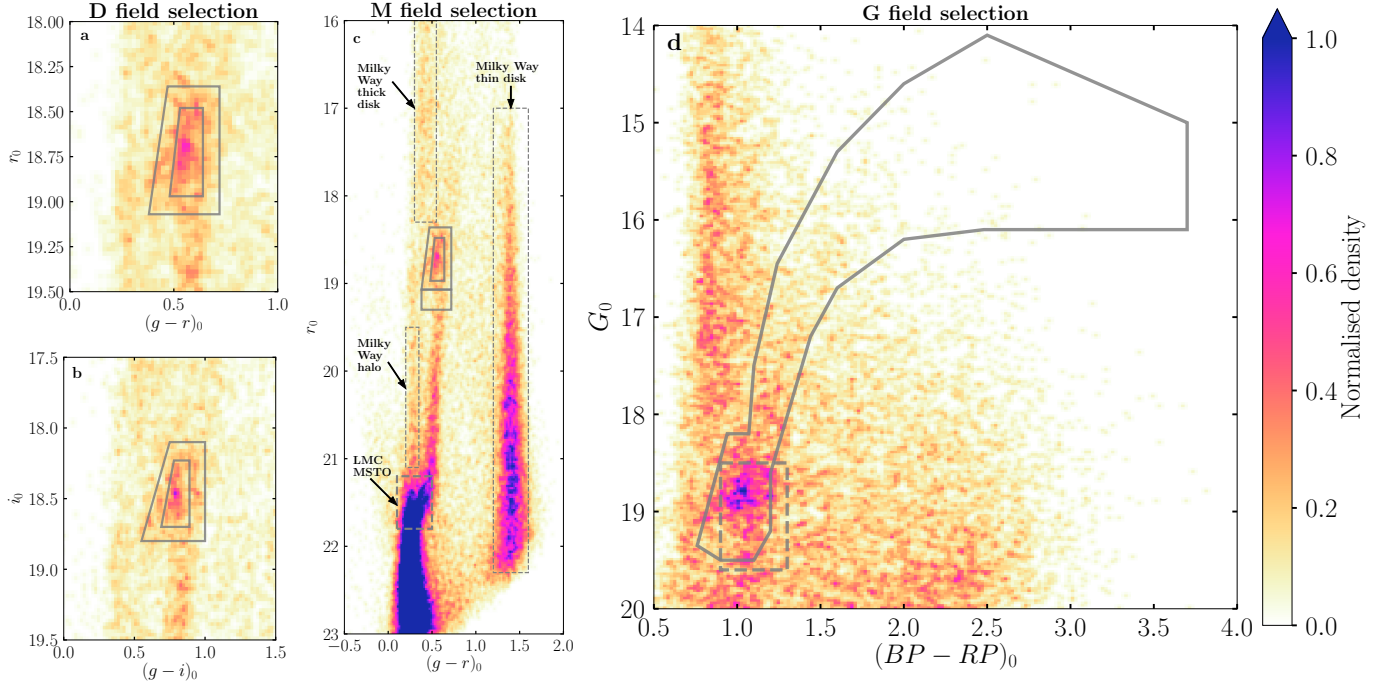 D field selection
M field selection
G field selection
a
18.00
18.25
18.50
18.75
19.00
19.25
19.50
r₀
0.0
0.5
1.0
(g − r)₀
b
17.5
18.0
18.5
19.0
19.5
i₀
0.0
0.5
1.0
1.5
(g − i)₀
c
16
17
18
19
20
21
22
23
r₀
Milky
Way
thick
disk
Milky Way
thin disk
Milky
Way
halo
LMC
MSTO
−0.5
0.0
0.5
1.0
1.5
2.0
(g − r)₀
d
14
15
16
17
18
19
20
G₀
0.5
1.0
1.5
2.0
2.5
3.0
3.5
4.0
(BP − RP)₀
1.0
0.8
0.6
0.4
0.2
0.0
Normalised density